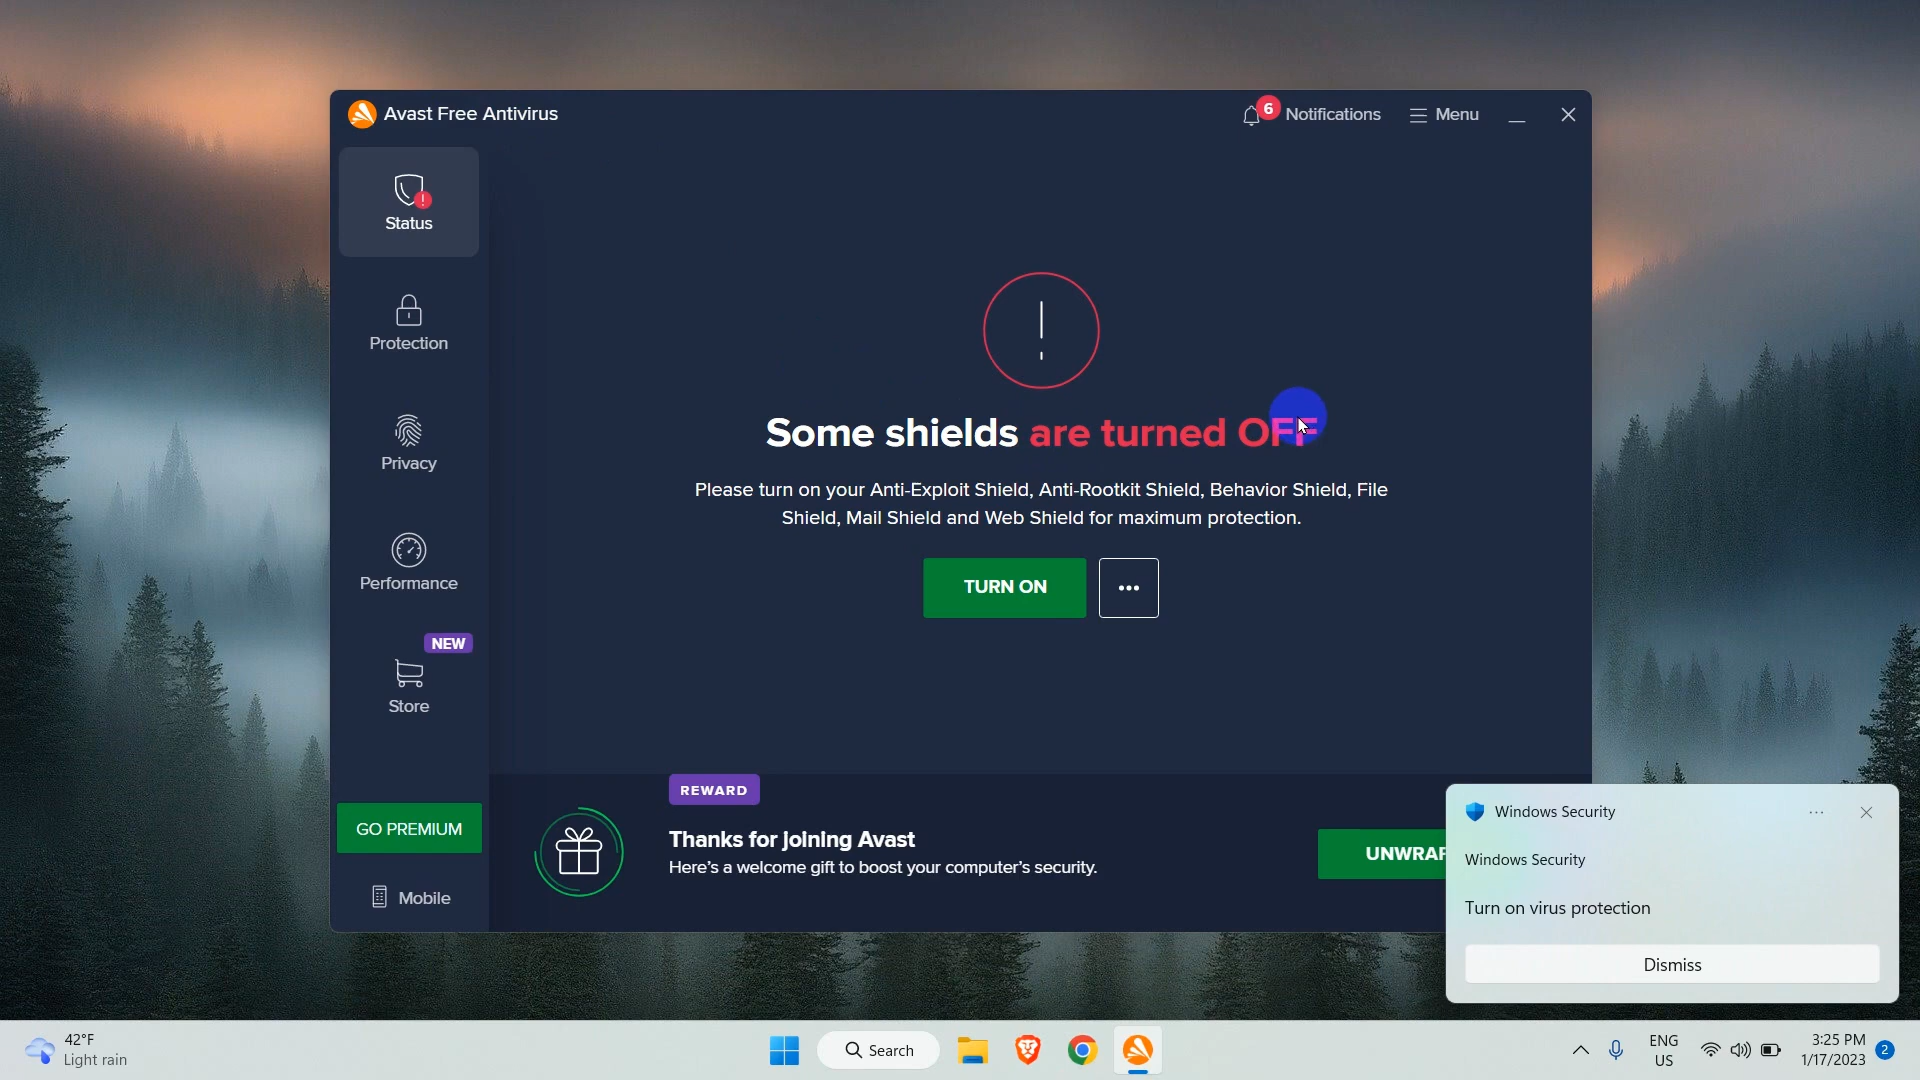 Avast Free Antivirus
6
Notifications
Menu
!
Status
Protection
Privacy
Performance
NEW
Store
GO PREMIUM
Mobile
Some shields are turned OFF
Please turn on your Anti-Exploit Shield, Anti-Rootkit Shield, Behavior Shield, File
Shield, Mail Shield and Web Shield for maximum protection.
TURN ON
REWARD
Thanks for joining Avast
Here's a welcome gift to boost your computer's security.
UNWRAP
Windows Security
Windows Security
Turn on virus protection
Dismiss
42°F
Light rain
Search
ENG
US
3:25 PM
1/17/2023
2